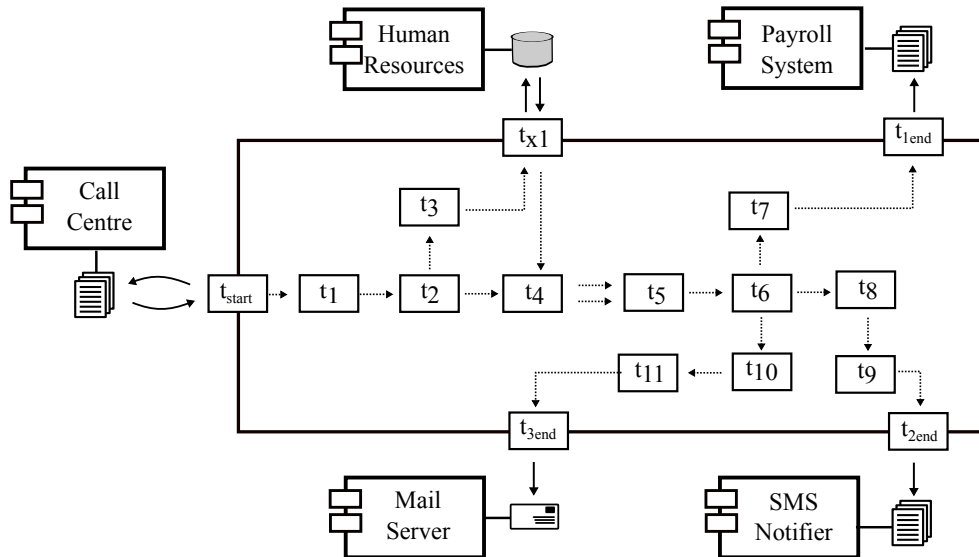 Human
Resources
Payroll
System
tx1
t1end
Call
Centre
t3
t7
tstart
t1
t2
t4
t5
t6
t8
t11
t10
t9
t3end
t2end
Mail
Server
SMS
Notifier